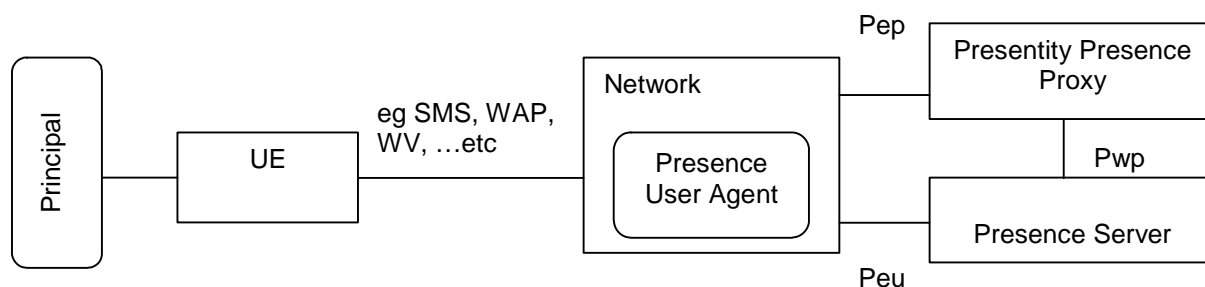 Principal
UE
eg SMS, WAP,
WV, …etc
Network
Presence
User Agent
Pep
Presentity Presence
Proxy
Pwp
Presence Server
Peu